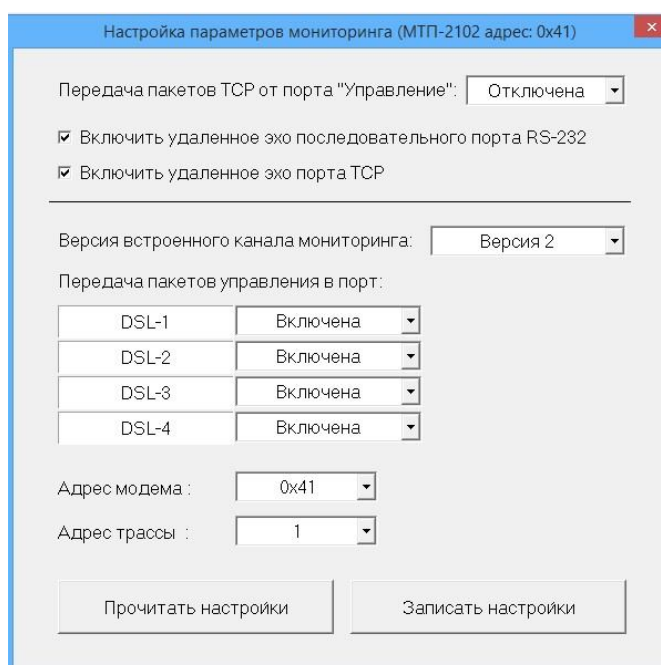 Настройка параметров мониторинга (МТП-2102 адрес: 0x41)
Передача пакетов TCP от порта "Управление": Отключена
Включить удаленное эхо последовательного порта RS-232
Включить удаленное эхо порта TCP
Версия встроенного канала мониторинга: Версия 2
Передача пакетов управления в порт:
DSL-1 Включена
DSL-2 Включена
DSL-3 Включена
DSL-4 Включена
Адрес модема : 0x41
Адрес трассы : 1
Прочитать настройки Записать настройки